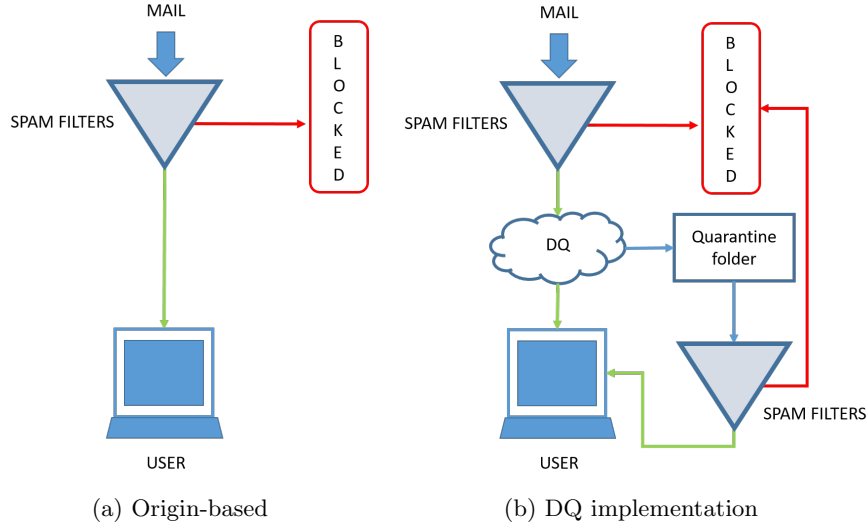 MAIL
SPAM FILTERS
B
L
O
C
K
E
D
USER
(a) Origin-based
MAIL
SPAM FILTERS
B
L
O
C
K
E
D
DQ
Quarantine
folder
SPAM FILTERS
USER
(b) DQ implementation